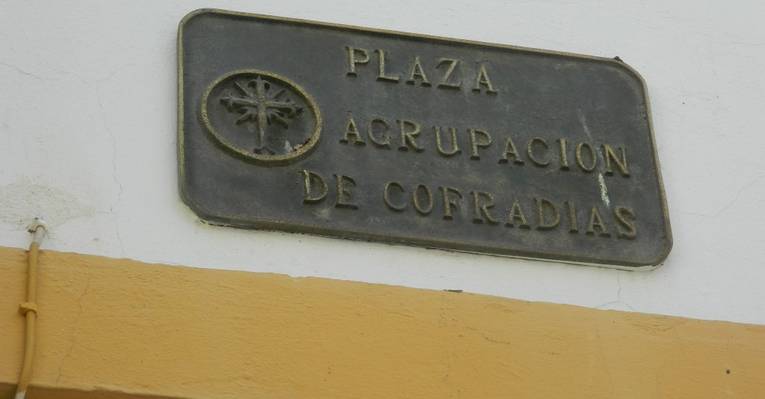 PLAZA
AGRUPACION
DE COFRADIAS